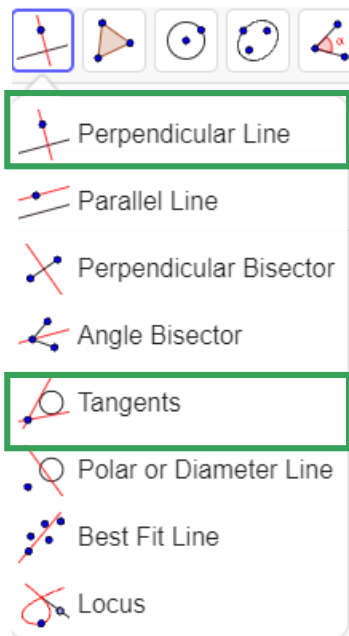 α
Perpendicular Line
Parallel Line
Perpendicular Bisector
Angle Bisector
Tangents
Polar or Diameter Line
Best Fit Line
Locus